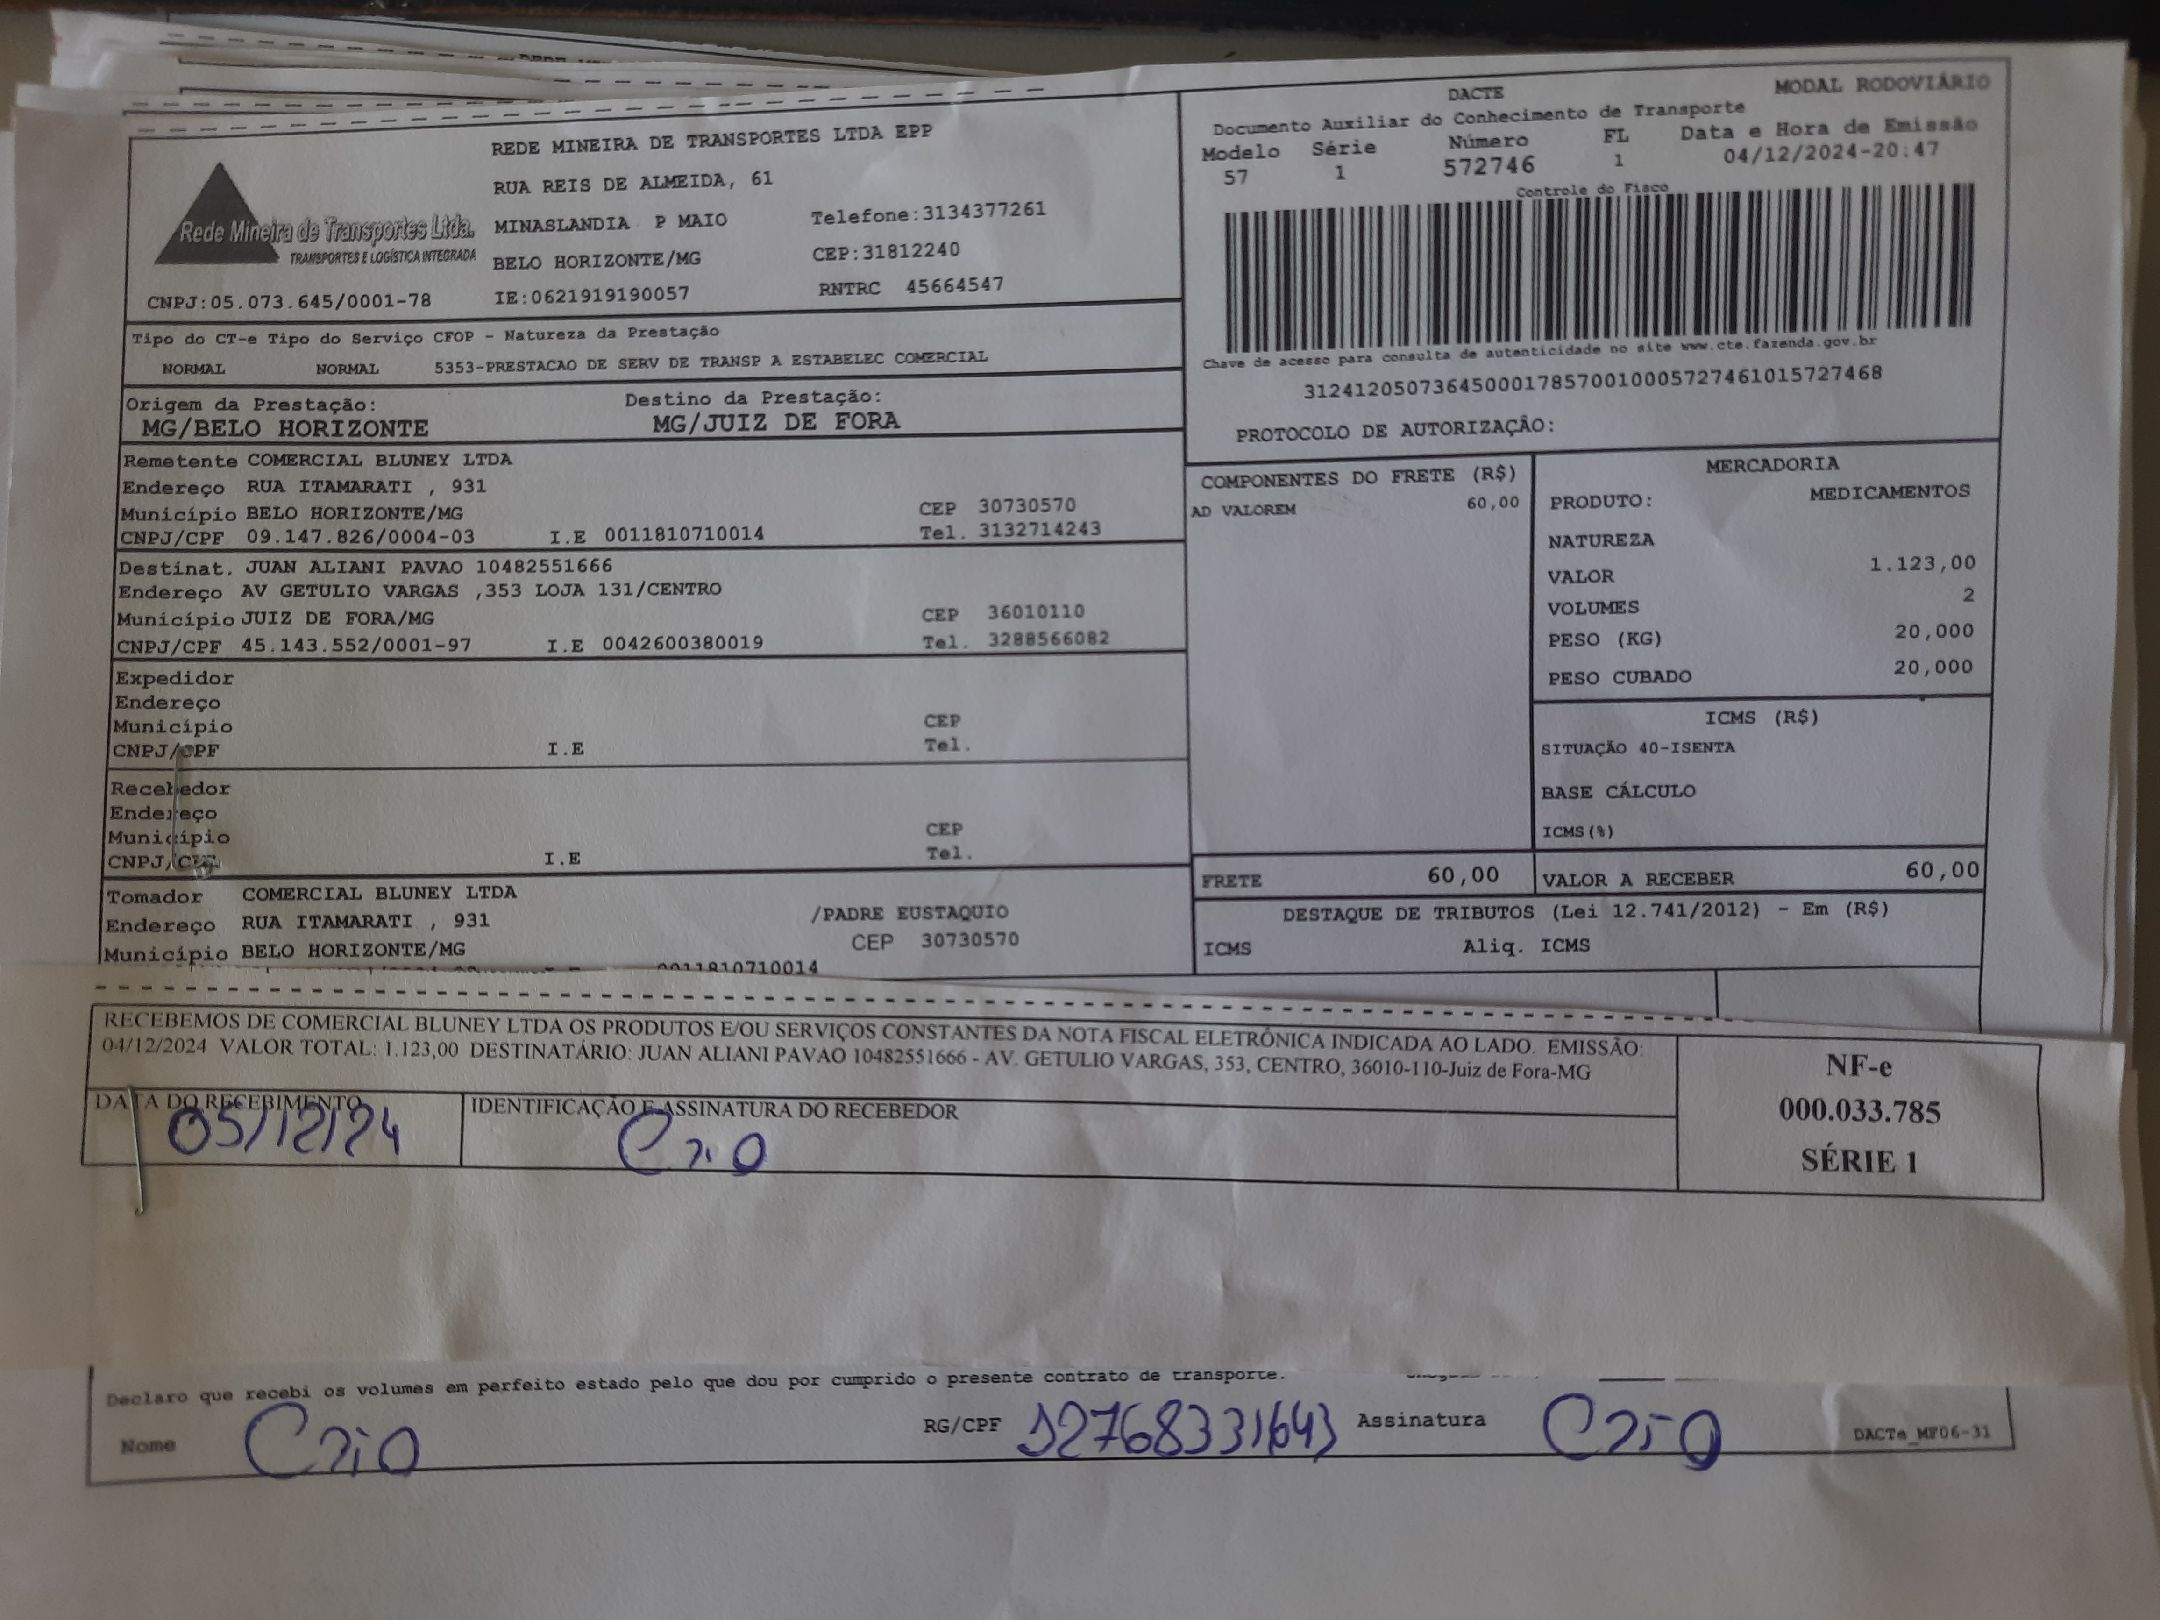 REDE MINEIRA DE TRANSPORTES LTDA EPP
RUA REIS DE ALMEIDA, 61
MINASLANDIA P MAIO Telefone:3134377261
BELO HORIZONTE/MG CEP:31812240
IE:0621919190057 RNTRC 45664547
Rede Mineira de Transportes Ltda.
TRANSPORTES E LOGÍSTICA INTEGRADA
CNPJ:05.073.645/0001-78
DACTE MODAL RODOVIÁRIO
Documento Auxiliar do Conhecimento de Transporte
Modelo Série Número FL Data e Hora de Emissão
57 1 572746 1 04/12/2024-20:47
Controle do Fisco
Chave de acesso para consulta de autenticidade no site www.cte.fazenda.gov.br
31241205073645000178570010005727461015727468
PROTOCOLO DE AUTORIZAÇÃO:
Tipo do CT-e Tipo do Serviço CFOP - Natureza da Prestação
NORMAL NORMAL 5353-PRESTACAO DE SERV DE TRANSP A ESTABELEC COMERCIAL
Origem da Prestação: Destino da Prestação:
MG/BELO HORIZONTE MG/JUIZ DE FORA
Remetente COMERCIAL BLUNEY LTDA
Endereço RUA ITAMARATI , 931
Município BELO HORIZONTE/MG CEP 30730570
CNPJ/CPF 09.147.826/0004-03 I.E 0011810710014 Tel. 3132714243
Destinat. JUAN ALIANI PAVAO 10482551666
Endereço AV GETULIO VARGAS ,353 LOJA 131/CENTRO
Município JUIZ DE FORA/MG CEP 36010110
CNPJ/CPF 45.143.552/0001-97 I.E 0042600380019 Tel. 3288566082
Expedidor
Endereço
Município CEP
CNPJ/CPF I.E Tel.
Recebedor
Endereço
Município CEP
CNPJ/CPF I.E Tel.
Tomador COMERCIAL BLUNEY LTDA
Endereço RUA ITAMARATI , 931 /PADRE EUSTAQUIO
Município BELO HORIZONTE/MG CEP 30730570
0011810710014
COMPONENTES DO FRETE (R$)
AD VALOREM 60,00
FRETE 60,00
MERCADORIA
PRODUTO: MEDICAMENTOS
NATUREZA
VALOR 1.123,00
VOLUMES 2
PESO (KG) 20,000
PESO CUBADO 20,000
ICMS (R$)
SITUAÇÃO 40-ISENTA
BASE CÁLCULO
ICMS(%)
VALOR A RECEBER 60,00
DESTAQUE DE TRIBUTOS (Lei 12.741/2012) - Em (R$)
ICMS Aliq. ICMS
RECEBEMOS DE COMERCIAL BLUNEY LTDA OS PRODUTOS E/OU SERVIÇOS CONSTANTES DA NOTA FISCAL ELETRÔNICA INDICADA AO LADO. EMISSÃO:
04/12/2024 VALOR TOTAL: 1.123,00 DESTINATÁRIO: JUAN ALIANI PAVAO 10482551666 - AV. GETULIO VARGAS, 353, CENTRO, 36010-110-Juiz de Fora-MG
DATA DO RECEBIMENTO IDENTIFICAÇÃO E ASSINATURA DO RECEBEDOR
05/12/24 Caio
NF-e
000.033.785
SÉRIE 1
Declaro que recebi os volumes em perfeito estado pelo que dou por cumprido o presente contrato de transporte.
Nome Caio RG/CPF 12768331643 Assinatura Caio DACTe_MF06-31